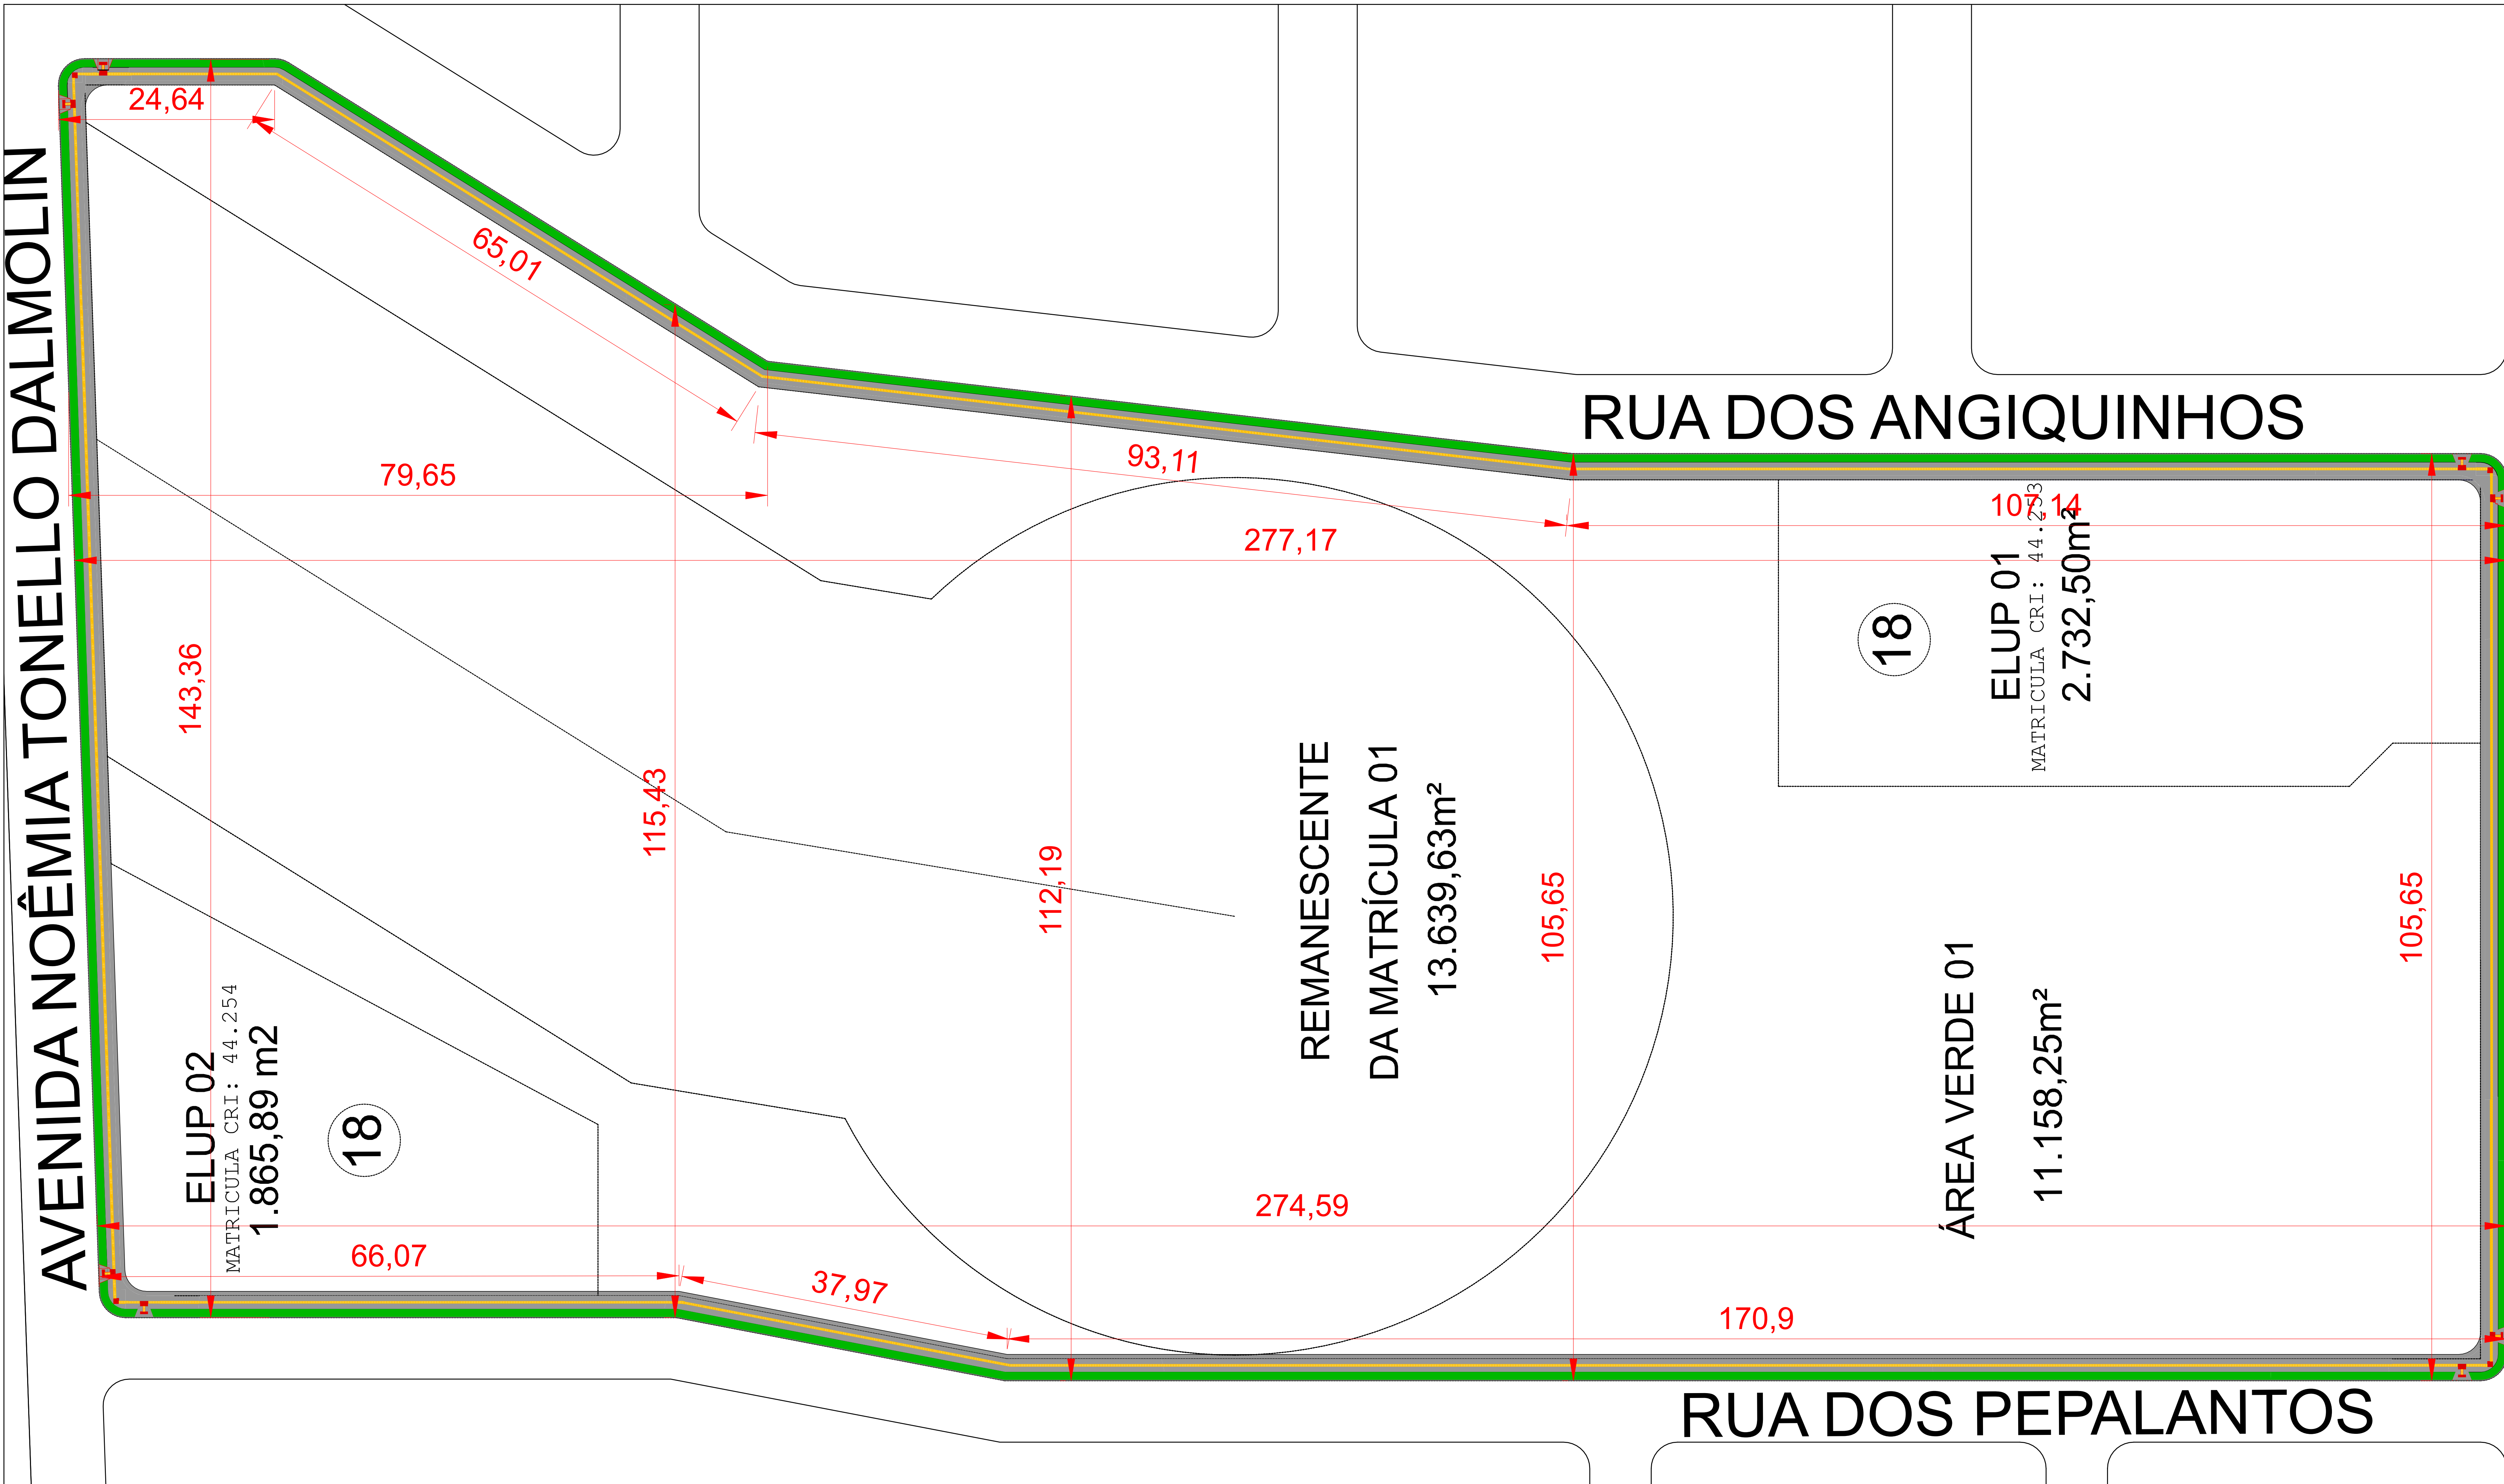 AVENIDA NOÊMIA TONELLO DALMOLIN
24,64
65,01
79,65
93,11
277,17
RUA DOS ANGIQUINHOS
107,14
143,36
115,43
112,19
105,65
105,65
18
ELUP 01
MATRICULA CRI: 44.253
2.732,50m²
REMANESCENTE
DA MATRÍCULA 01
13.639,63m²
ÁREA VERDE 01
11.158,25m²
ELUP 02
MATRICULA CRI: 44.254
1.865,89 m2
18
274,59
66,07
37,97
170,9
RUA DOS PEPALANTOS